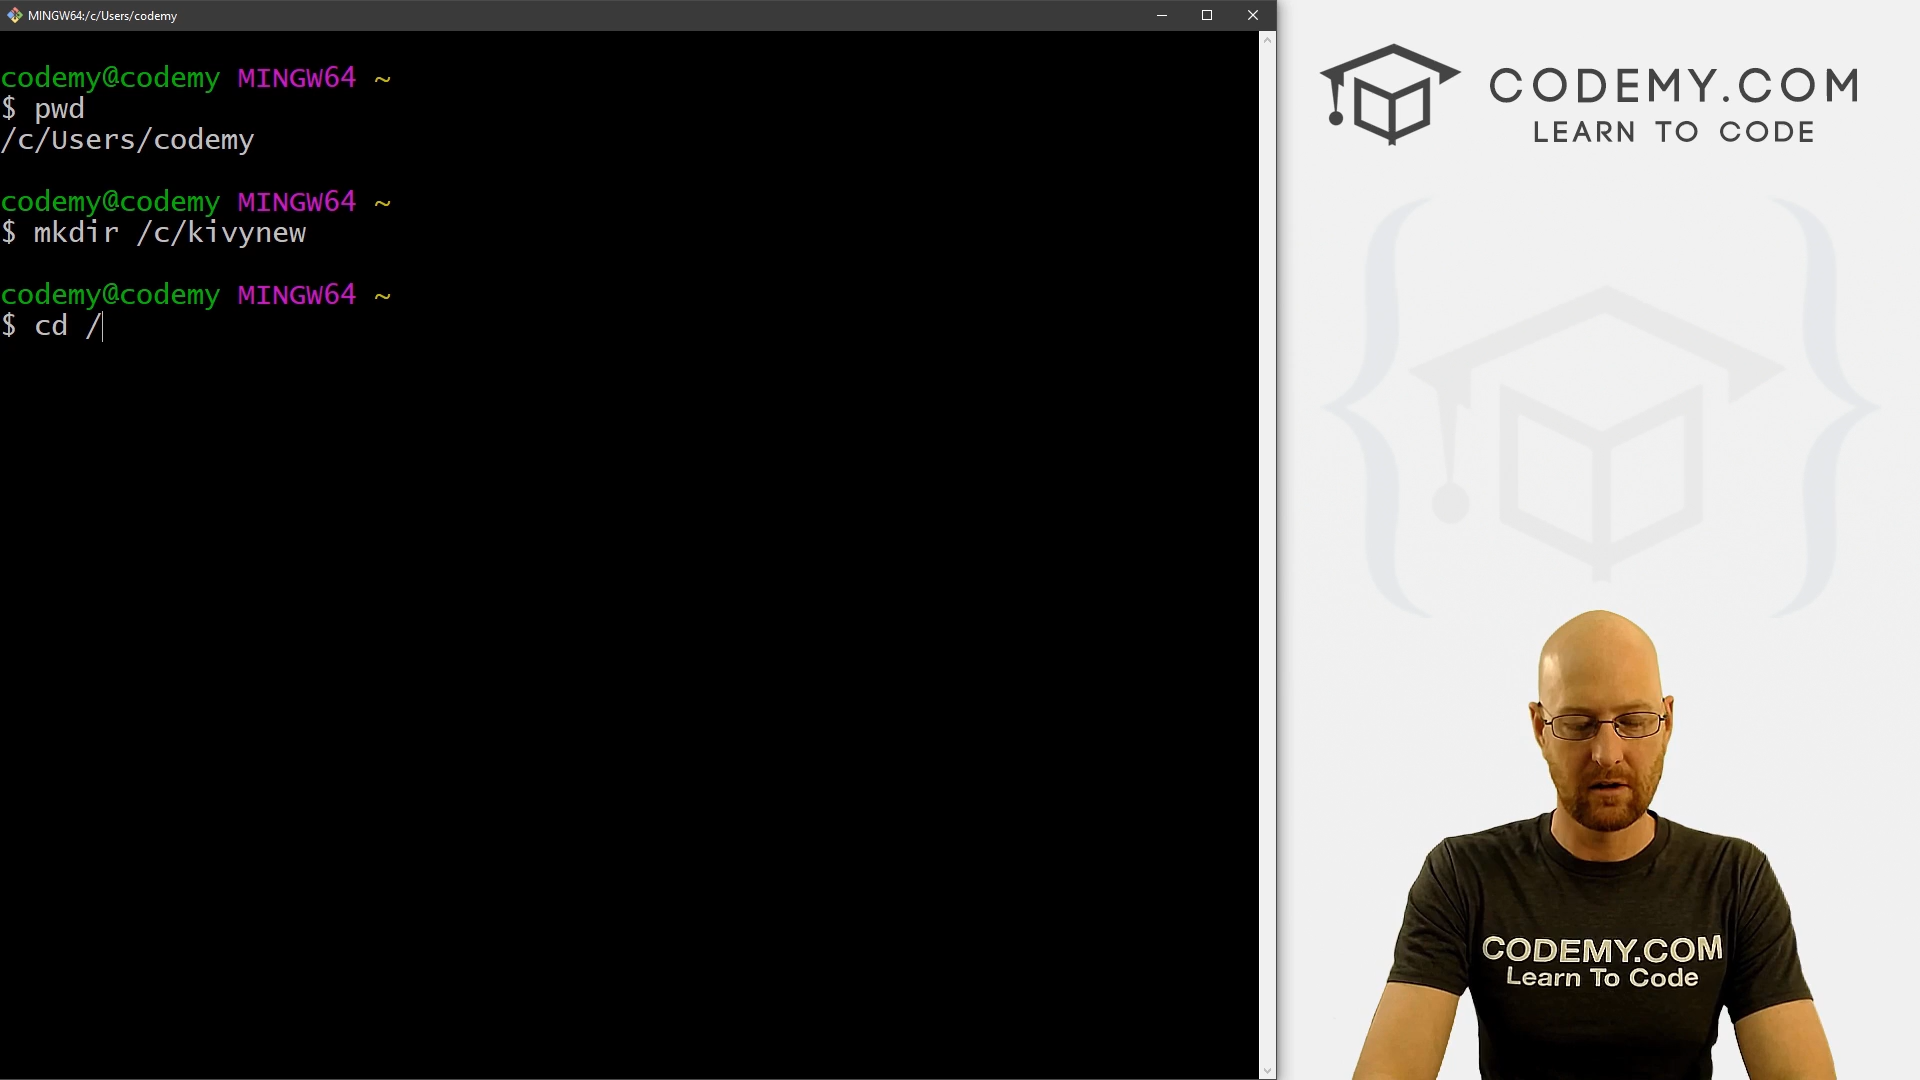 MINGW64:/c/Users/codemy
codemy@codemy MINGW64 ~
$ pwd
/c/Users/codemy
codemy@codemy MINGW64 ~
$ mkdir /c/kivynew
codemy@codemy MINGW64 ~
$ cd /
CODEMY.COM
LEARN TO CODE
CODEMY.COM
Learn To Code